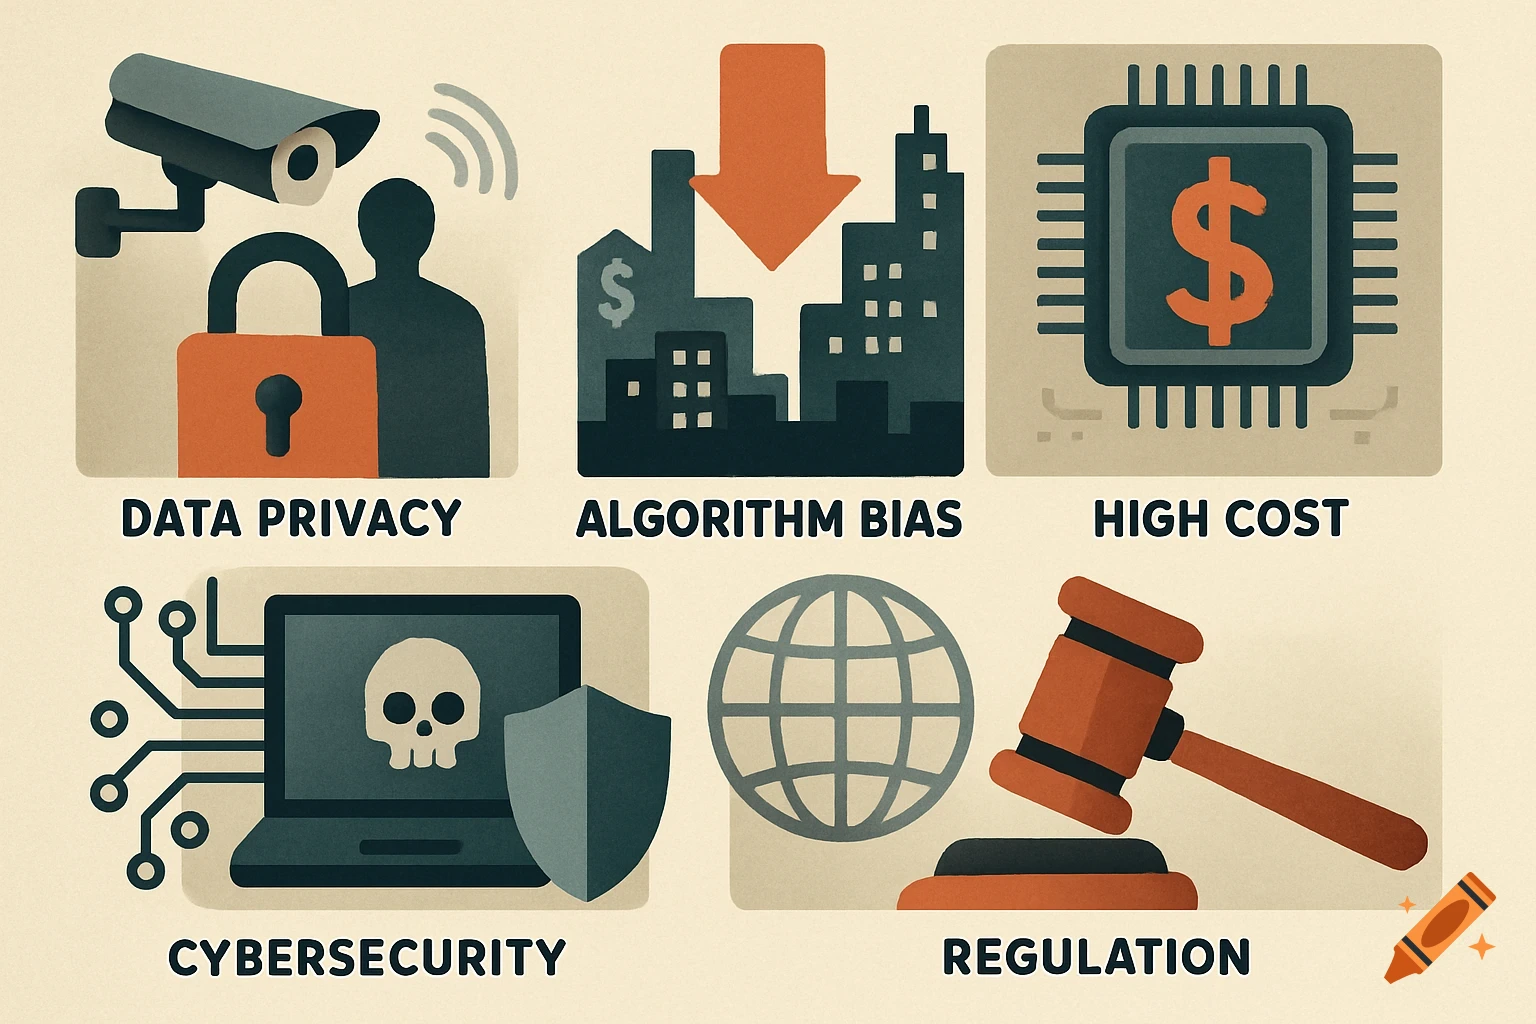 $
$
DATA PRIVACY
ALGORITHM BIAS
HIGH COST
CYBERSECURITY
REGULATION